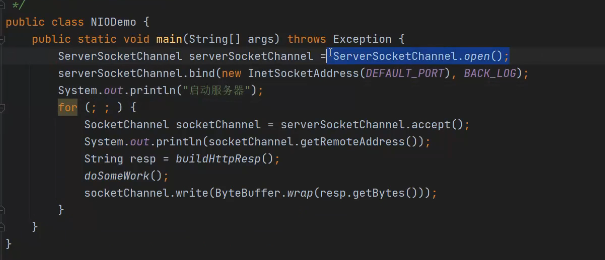 */
public class NIODemo {
public static void main(String[] args) throws Exception {
ServerSocketChannel serverSocketChannel = ServerSocketChannel.open();
serverSocketChannel.bind(new InetSocketAddress(DEFAULT_PORT), BACK_LOG);
System.out.println("启动服务器");
for (; ; ) {
SocketChannel socketChannel = serverSocketChannel.accept();
System.out.println(socketChannel.getRemoteAddress());
String resp = buildHttpResp();
doSomeWork();
socketChannel.write(ByteBuffer.wrap(resp.getBytes()));
}
}
}